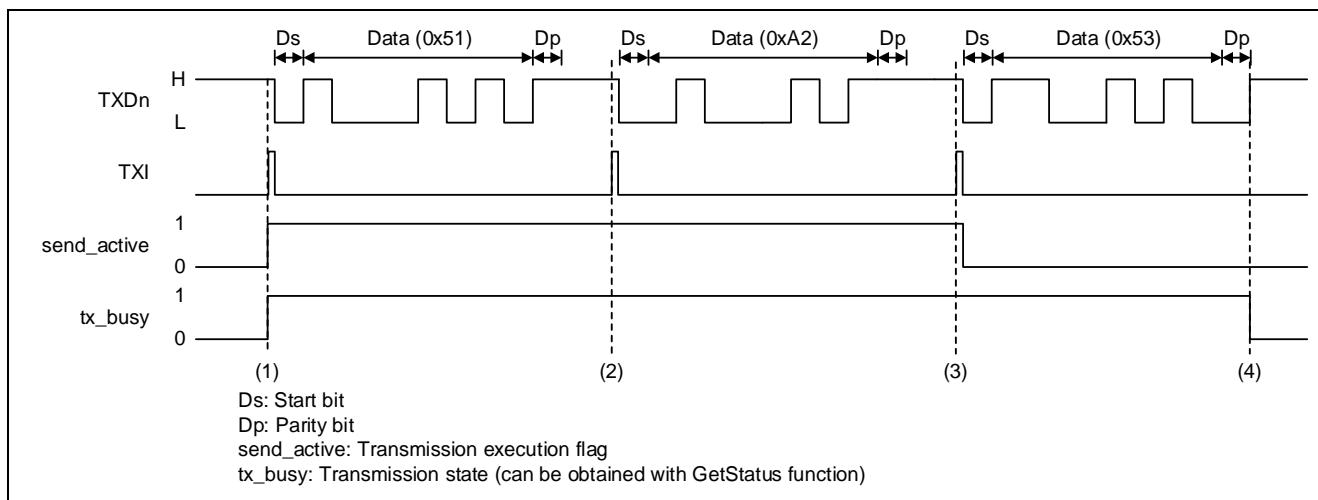 Ds Data (0x51) Dp Ds Data (0xA2) Dp Ds Data (0x53) Dp
H
TXDn
L
TXI
1
send_active
0
1
tx_busy
0
(1) (2) (3) (4)
Ds: Start bit
Dp: Parity bit
send_active: Transmission execution flag
tx_busy: Transmission state (can be obtained with GetStatus function)